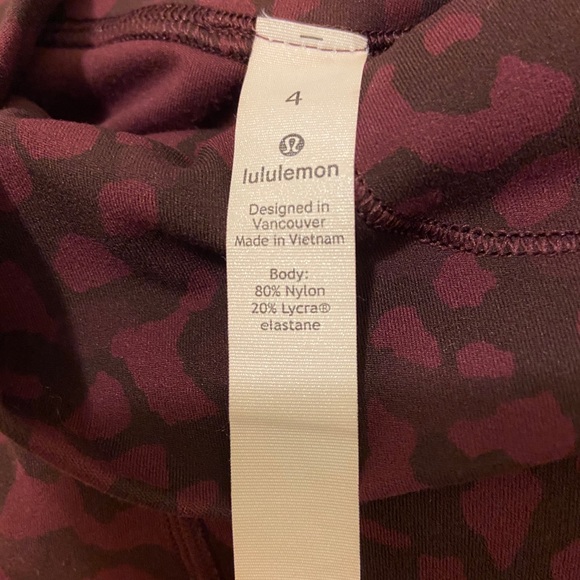 4
lululemon
Designed in
Vancouver
Made in Vietnam
Body:
80% Nylon
20% Lycra®
elastane